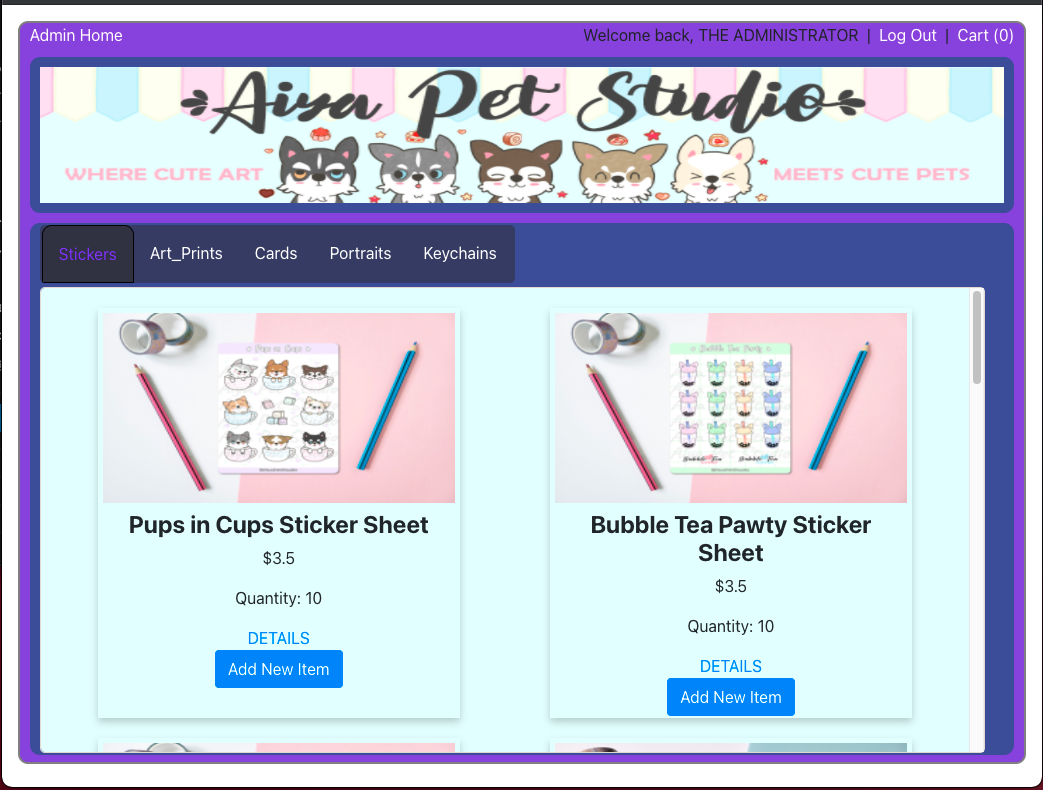 Admin Home
Welcome back, THE ADMINISTRATOR | Log Out | Cart (0)
Aiya Pet Studio
WHERE CUTE ART
MEETS CUTE PETS
Stickers
Art_Prints
Cards
Portraits
Keychains
Pups in Cups
Bubble Tea Party
Pups in Cups Sticker Sheet
$3.5
Quantity: 10
DETAILS
Add New Item
Bubble Tea Pawty Sticker
Sheet
$3.5
Quantity: 10
DETAILS
Add New Item